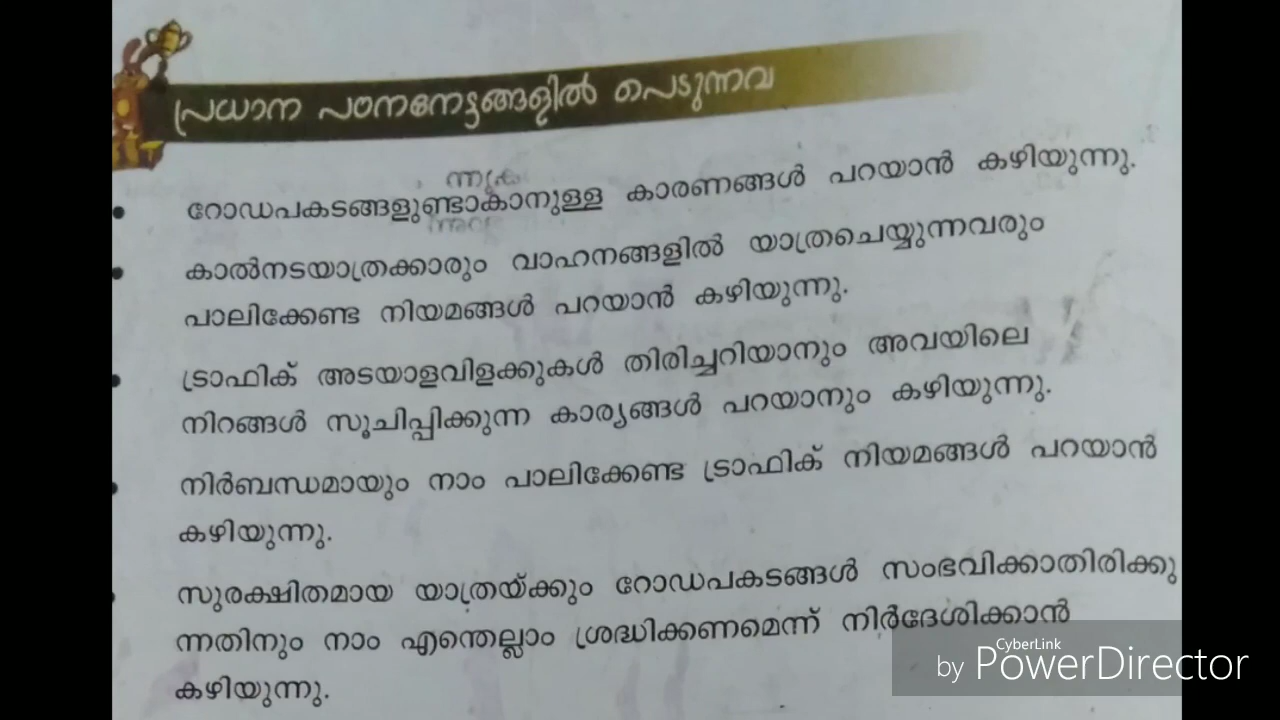 പ്രധാന പഠനനേട്ടങ്ങളിൽ പെടുന്നവ
• റോഡപകടങ്ങളുണ്ടാകാനുള്ള കാരണങ്ങൾ പറയാൻ കഴിയുന്നു.
• കാൽനടയാത്രക്കാരും വാഹനങ്ങളിൽ യാത്രചെയ്യുന്നവരും
പാലിക്കേണ്ട നിയമങ്ങൾ പറയാൻ കഴിയുന്നു.
• ട്രാഫിക് അടയാളവിളക്കുകൾ തിരിച്ചറിയാനും അവയിലെ
നിറങ്ങൾ സൂചിപ്പിക്കുന്ന കാര്യങ്ങൾ പറയാനും കഴിയുന്നു.
• നിർബന്ധമായും നാം പാലിക്കേണ്ട ട്രാഫിക് നിയമങ്ങൾ പറയാൻ
കഴിയുന്നു.
• സുരക്ഷിതമായ യാത്രയ്ക്കും റോഡപകടങ്ങൾ സംഭവിക്കാതിരിക്കു
ന്നതിനും നാം എന്തെല്ലാം ശ്രദ്ധിക്കണമെന്ന് നിർദേശിക്കാൻ
കഴിയുന്നു.
CyberLink
by PowerDirector